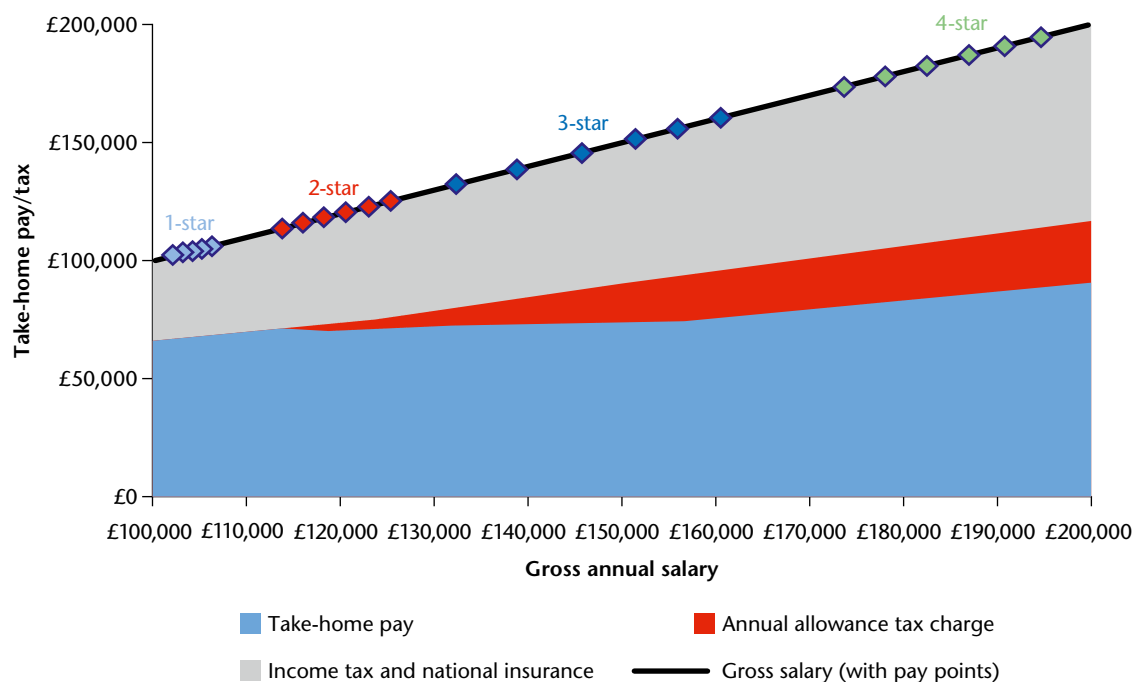 £200,000
£150,000
£100,000
£50,000
£0
Take-home pay/tax
1-star
2-star
3-star
4-star
£100,000 £110,000 £120,000 £130,000 £140,000 £150,000 £160,000 £170,000 £180,000 £190,000 £200,000
Gross annual salary
Take-home pay
Annual allowance tax charge
Income tax and national insurance
Gross salary (with pay points)